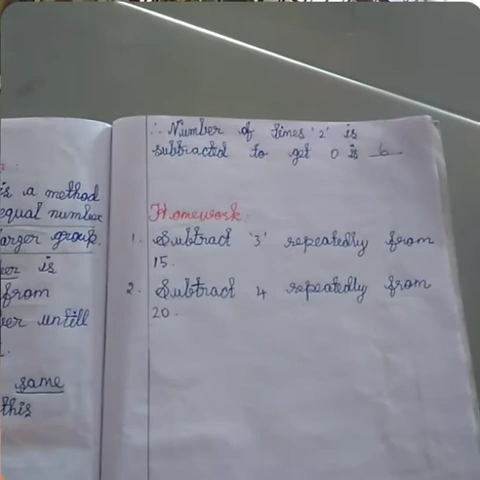 is a method
equal number
larger group.
is
from
untill
same
this
∴ Number of times '2' is
subtracted to get 0 is 6
Homework:
1. Subtract '3' repeatedly from
15.
2. Subtract 4 repeatedly from
20.